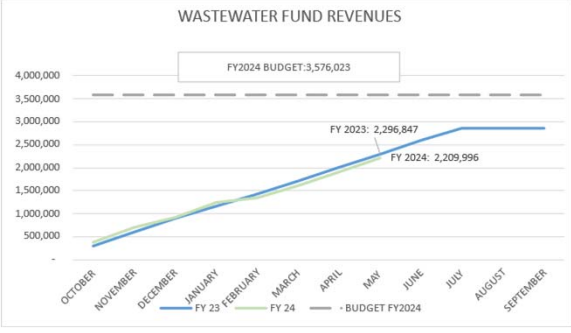 WASTEWATER FUND REVENUES
FY2024 BUDGET:3,576,023
4,000,000
3,500,000
3,000,000
2,500,000
2,000,000
1,500,000
1,000,000
500,000
-
FY 2023: 2,296,847
FY 2024: 2,209,996
OCTOBER
NOVEMBER
DECEMBER
JANUARY
FEBRUARY
MARCH
APRIL
MAY
JUNE
JULY
AUGUST
SEPTEMBER
FY 23
FY 24
- BUDGET FY2024